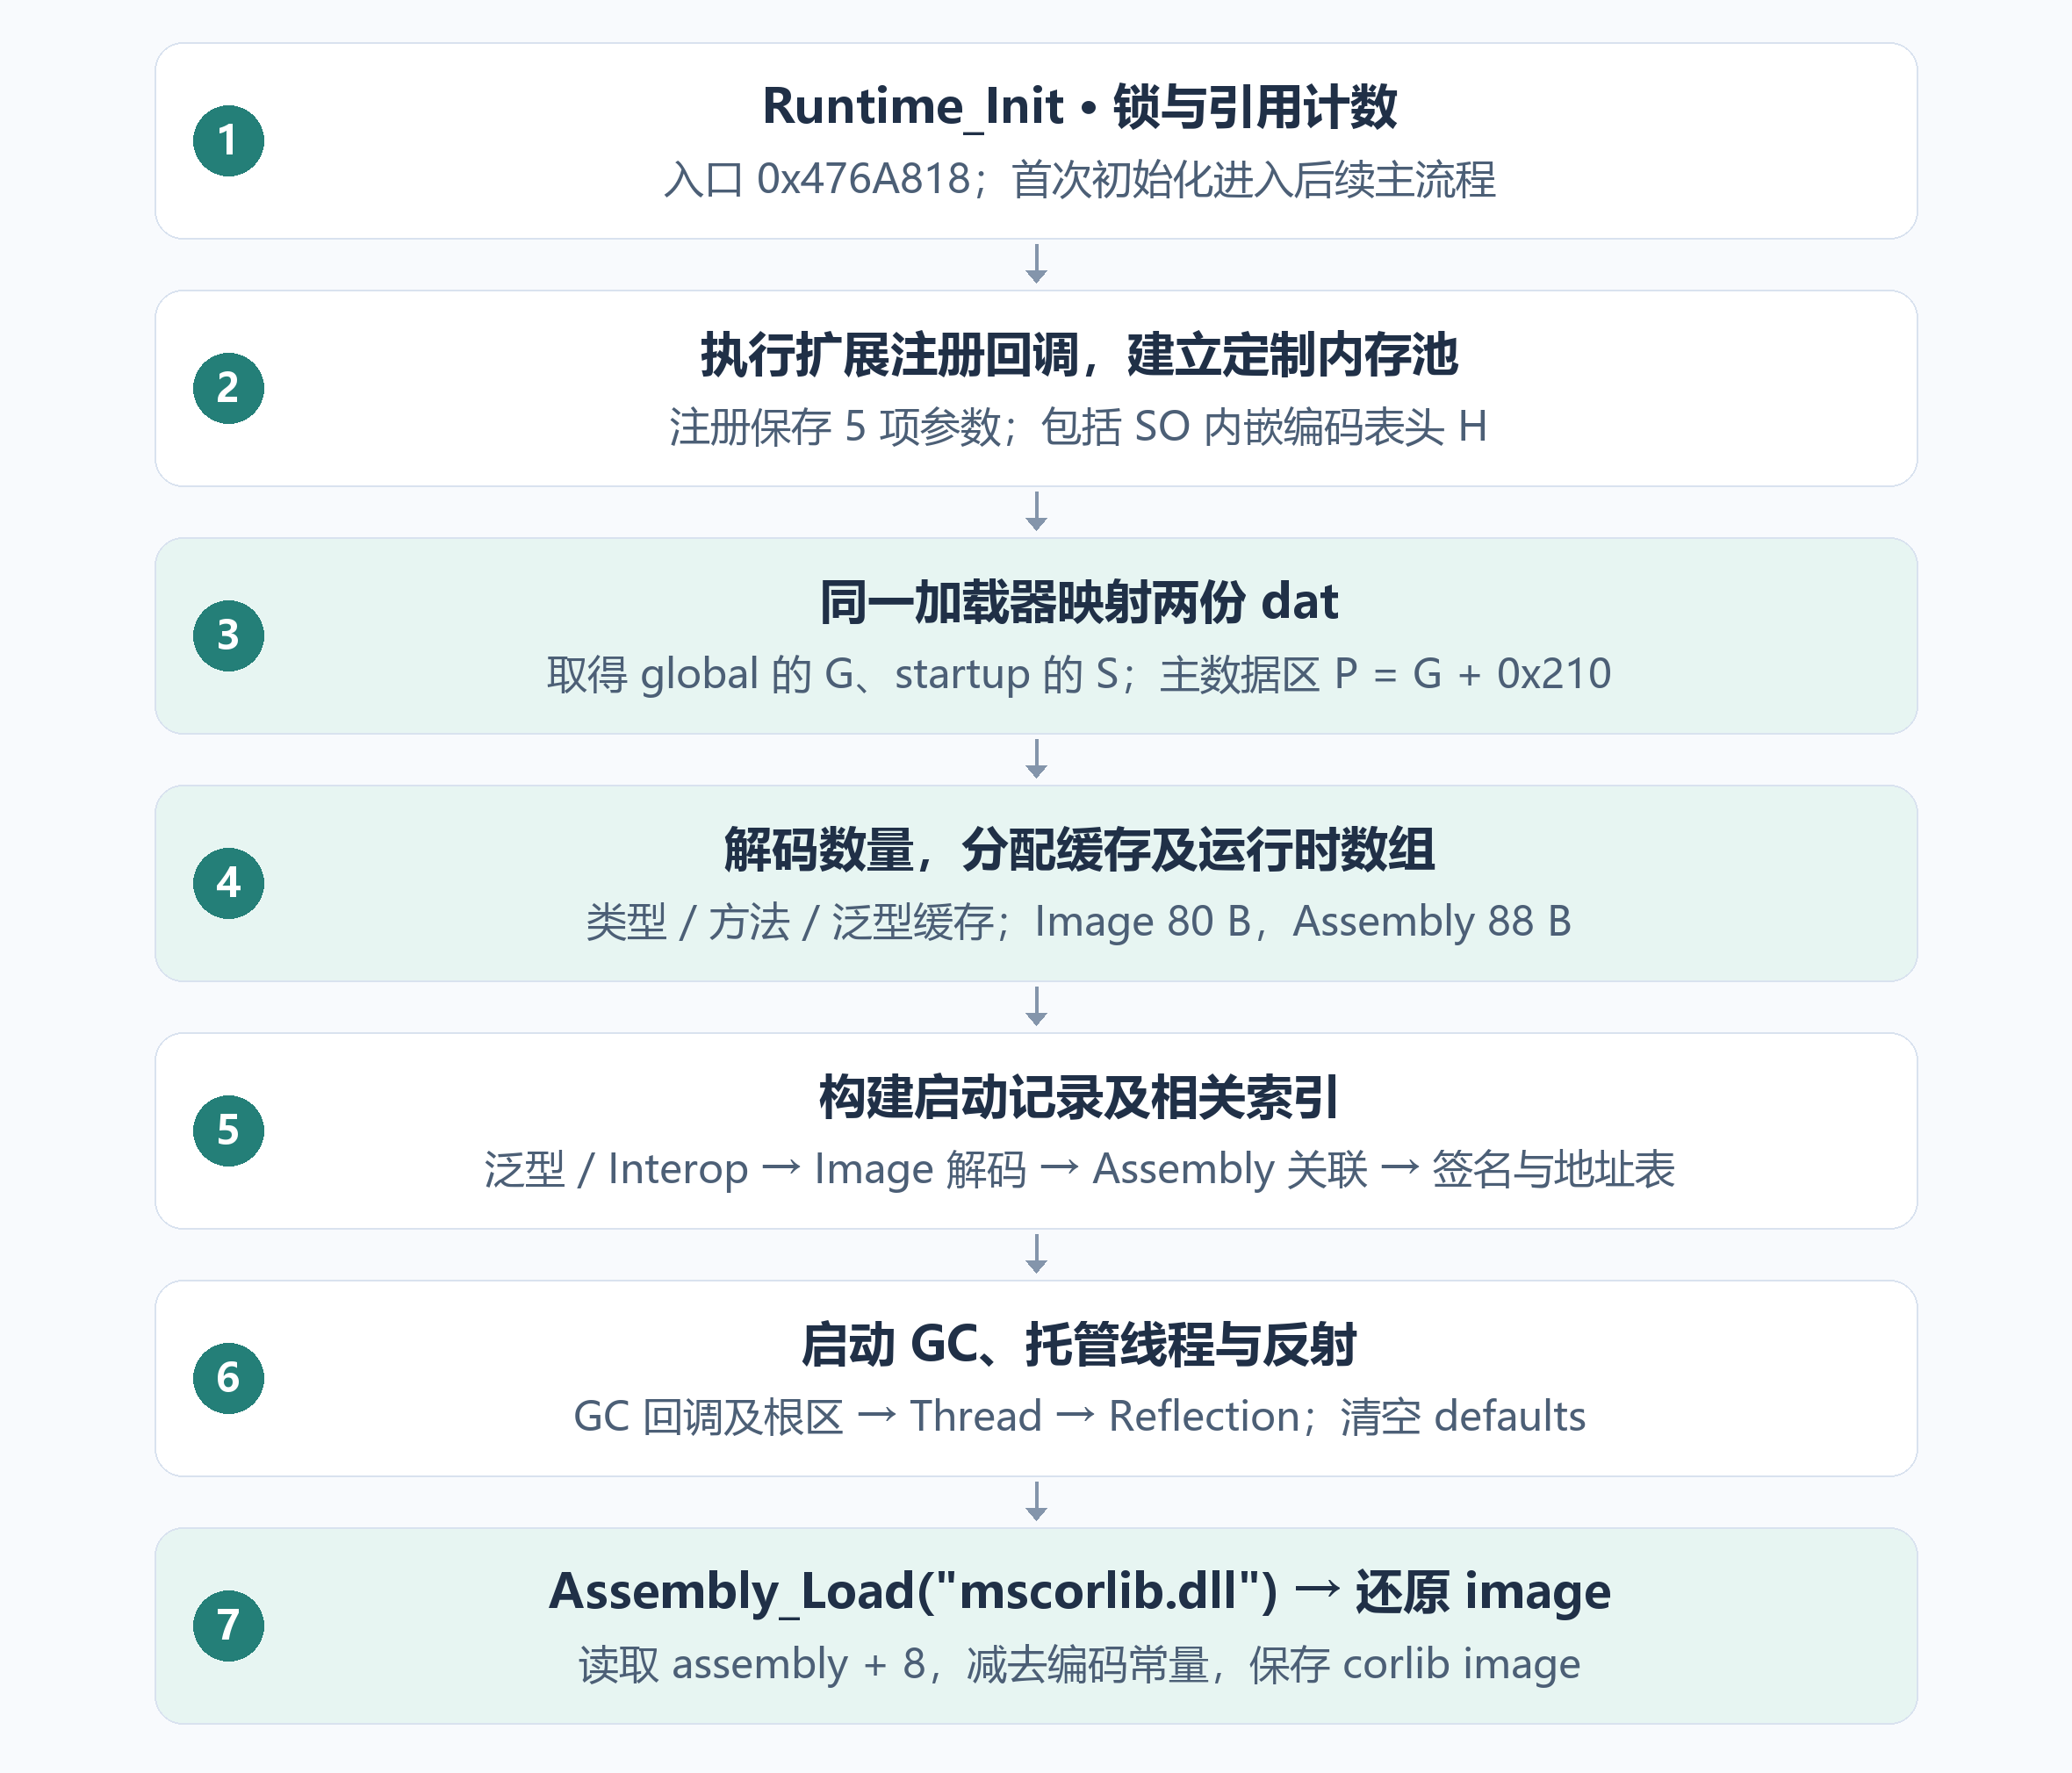 1
Runtime_Init • 锁与引用计数
入口 0x476A818；首次初始化进入后续主流程
2
执行扩展注册回调，建立定制内存池
注册保存 5 项参数；包括 SO 内嵌编码表头 H
3
同一加载器映射两份 dat
取得 global 的 G、startup 的 S；主数据区 P = G + 0x210
4
解码数量，分配缓存及运行时数组
类型 / 方法 / 泛型缓存；Image 80 B，Assembly 88 B
5
构建启动记录及相关索引
泛型 / Interop → Image 解码 → Assembly 关联 → 签名与地址表
6
启动 GC、托管线程与反射
GC 回调及根区 → Thread → Reflection；清空 defaults
7
Assembly_Load("mscorlib.dll") → 还原 image
读取 assembly + 8，减去编码常量，保存 corlib image